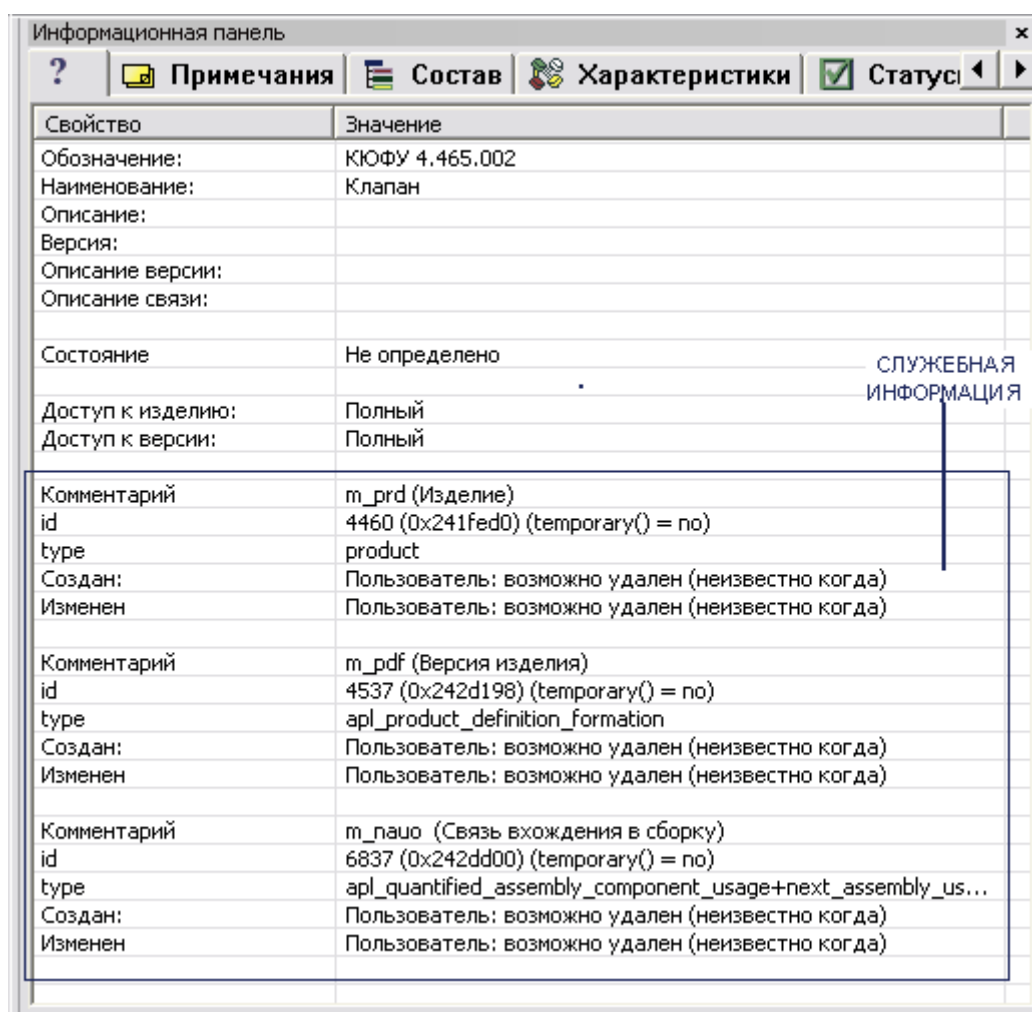 Информационная панель x
? Примечания Состав Характеристики Статус
Свойство Значение
Обозначение: КЮФУ 4.465.002
Наименование: Клапан
Описание:
Версия:
Описание версии:
Описание связи:
Состояние Не определено
СЛУЖЕБНАЯ
ИНФОРМАЦИЯ
Доступ к изделию: Полный
Доступ к версии: Полный
Комментарий m_prd (Изделие)
id 4460 (0x241fed0) (temporary() = no)
type product
Создан: Пользователь: возможно удален (неизвестно когда)
Изменен Пользователь: возможно удален (неизвестно когда)
Комментарий m_pdf (Версия изделия)
id 4537 (0x242d198) (temporary() = no)
type apl_product_definition_formation
Создан: Пользователь: возможно удален (неизвестно когда)
Изменен Пользователь: возможно удален (неизвестно когда)
Комментарий m_nauo (Связь вхождения в сборку)
id 6837 (0x242dd00) (temporary() = no)
type apl_quantified_assembly_component_usage+next_assembly_us...
Создан: Пользователь: возможно удален (неизвестно когда)
Изменен Пользователь: возможно удален (неизвестно когда)